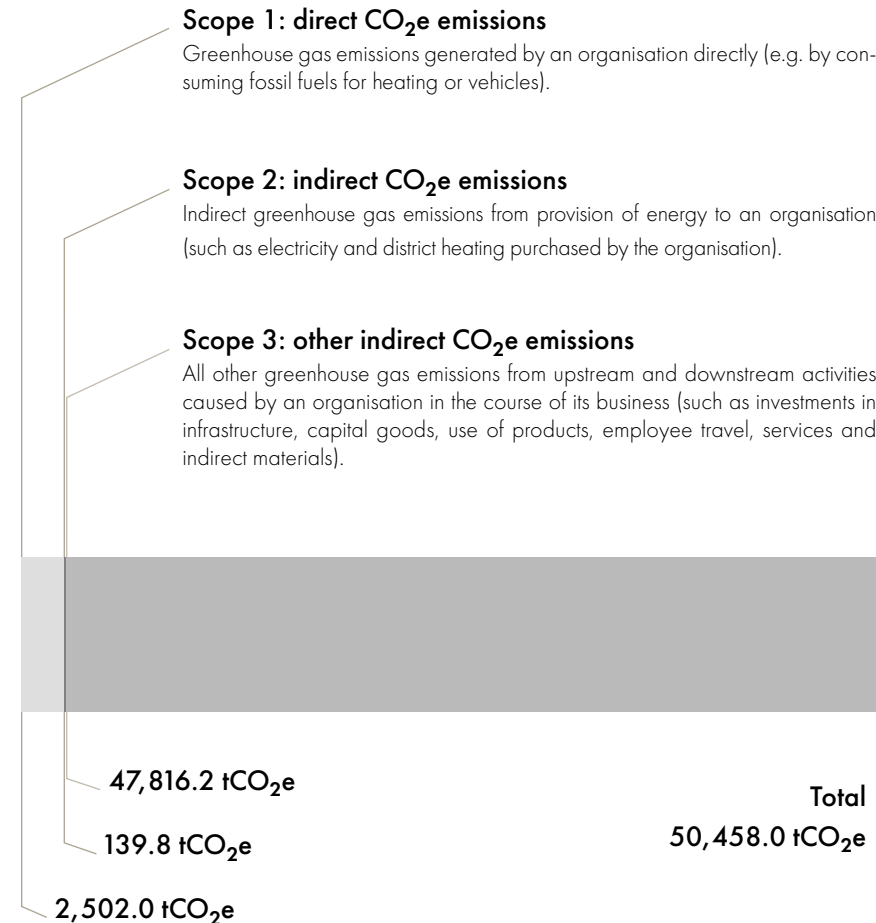 Scope 1: direct CO₂e emissions
Greenhouse gas emissions generated by an organisation directly (e.g. by con-
suming fossil fuels for heating or vehicles).
Scope 2: indirect CO₂e emissions
Indirect greenhouse gas emissions from provision of energy to an organisation
(such as electricity and district heating purchased by the organisation).
Scope 3: other indirect CO₂e emissions
All other greenhouse gas emissions from upstream and downstream activities
caused by an organisation in the course of its business (such as investments in
infrastructure, capital goods, use of products, employee travel, services and
indirect materials).
47,816.2 tCO₂e
139.8 tCO₂e
2,502.0 tCO₂e
Total
50,458.0 tCO₂e